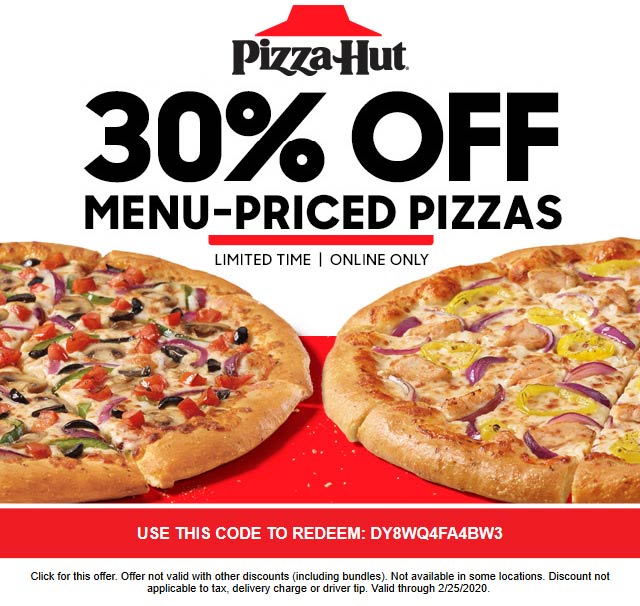 Pizza Hut
30% OFF
MENU-PRICED PIZZAS
LIMITED TIME | ONLINE ONLY
USE THIS CODE TO REDEEM: DY8WQ4FA4BW3
Click for this offer. Offer not valid with other discounts (including bundles). Not available in some locations. Discount not
applicable to tax, delivery charge or driver tip. Valid through 2/25/2020.